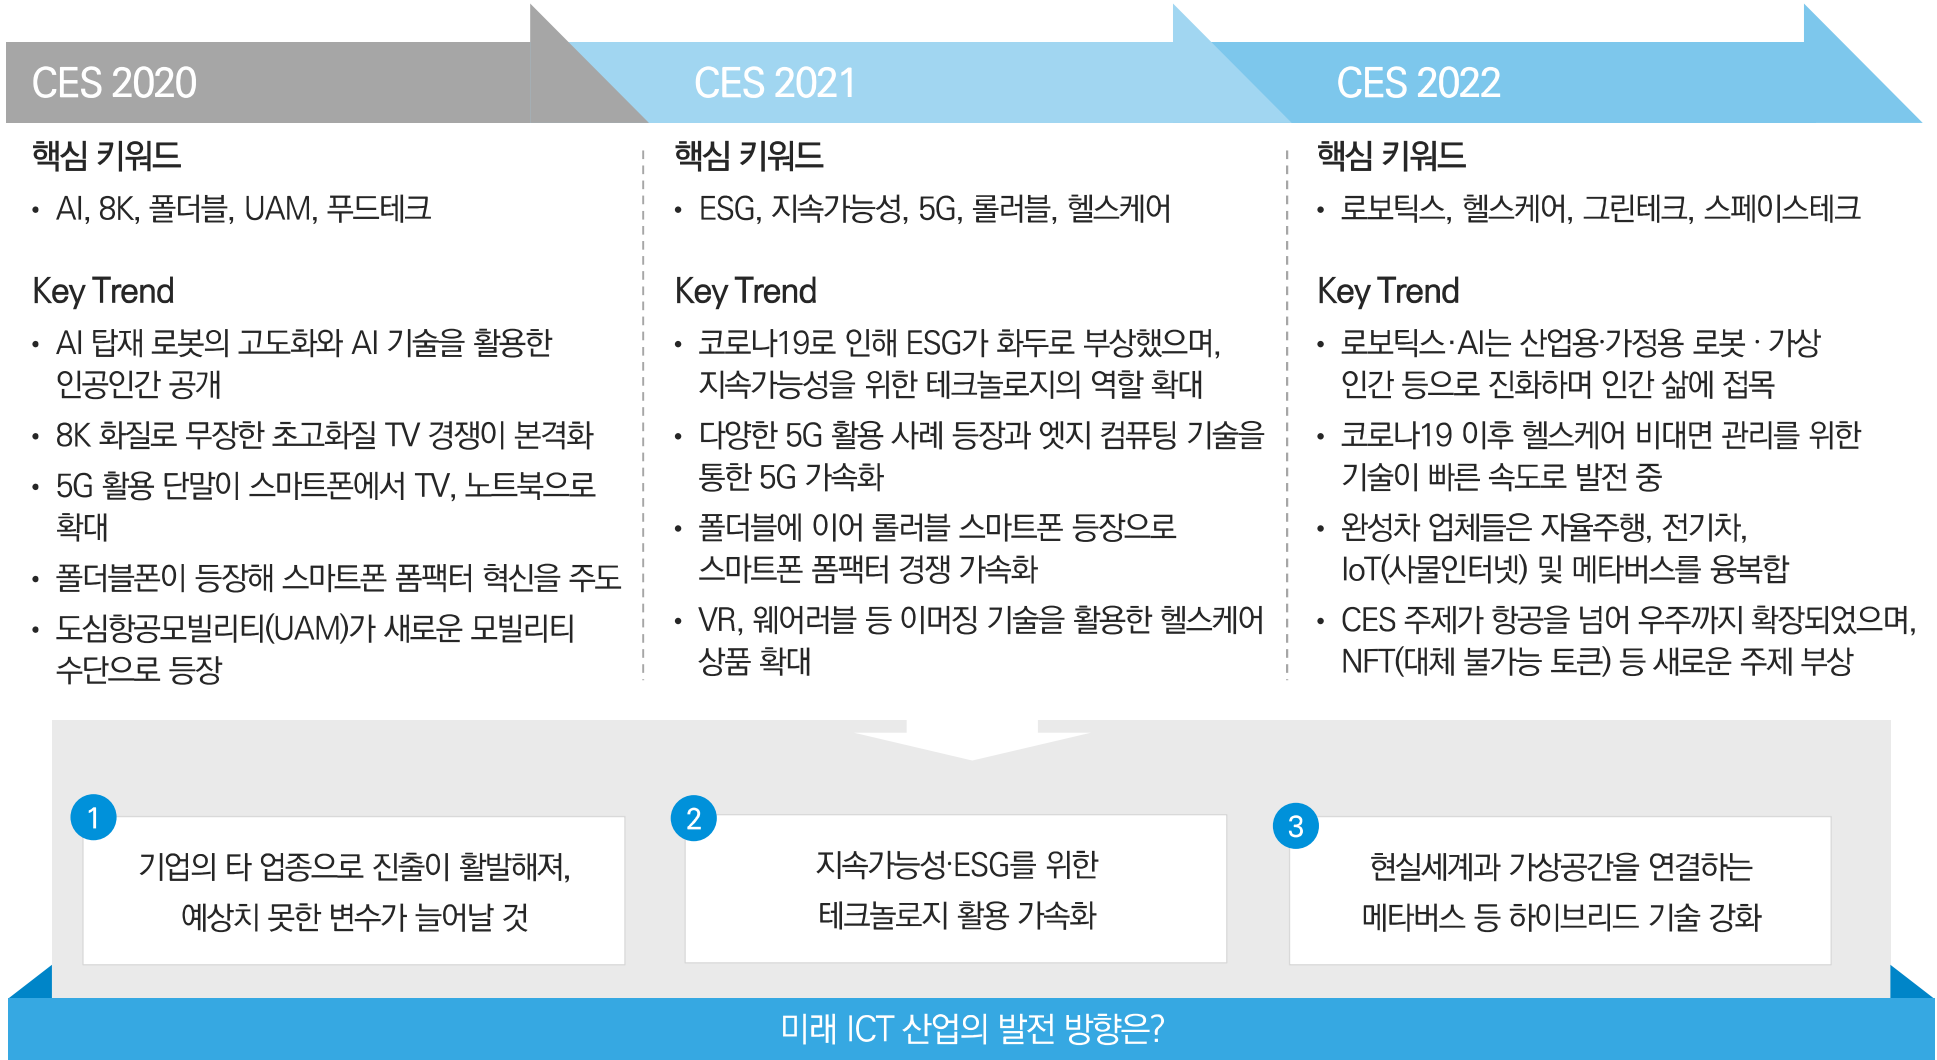 CES 2020
핵심 키워드
• AI, 8K, 폴더블, UAM, 푸드테크
Key Trend
• AI 탑재 로봇의 고도화와 AI 기술을 활용한
인공인간 공개
• 8K 화질로 무장한 초고화질 TV 경쟁이 본격화
• 5G 활용 단말이 스마트폰에서 TV, 노트북으로
확대
• 폴더블폰이 등장해 스마트폰 폼팩터 혁신을 주도
• 도심항공모빌리티(UAM)가 새로운 모빌리티
수단으로 등장
CES 2021
핵심 키워드
• ESG, 지속가능성, 5G, 롤러블, 헬스케어
Key Trend
• 코로나19로 인해 ESG가 화두로 부상했으며,
지속가능성을 위한 테크놀로지의 역할 확대
• 다양한 5G 활용 사례 등장과 엣지 컴퓨팅 기술을
통한 5G 가속화
• 폴더블에 이어 롤러블 스마트폰 등장으로
스마트폰 폼팩터 경쟁 가속화
• VR, 웨어러블 등 이머징 기술을 활용한 헬스케어
상품 확대
CES 2022
핵심 키워드
• 로보틱스, 헬스케어, 그린테크, 스페이스테크
Key Trend
• 로보틱스·AI는 산업용·가정용 로봇 · 가상
인간 등으로 진화하며 인간 삶에 접목
• 코로나19 이후 헬스케어 비대면 관리를 위한
기술이 빠른 속도로 발전 중
• 완성차 업체들은 자율주행, 전기차,
IoT(사물인터넷) 및 메타버스를 융복합
• CES 주제가 항공을 넘어 우주까지 확장되었으며,
NFT(대체 불가능 토큰) 등 새로운 주제 부상
1
기업의 타 업종으로 진출이 활발해져,
예상치 못한 변수가 늘어날 것
2
지속가능성·ESG를 위한
테크놀로지 활용 가속화
3
현실세계과 가상공간을 연결하는
메타버스 등 하이브리드 기술 강화
미래 ICT 산업의 발전 방향은?